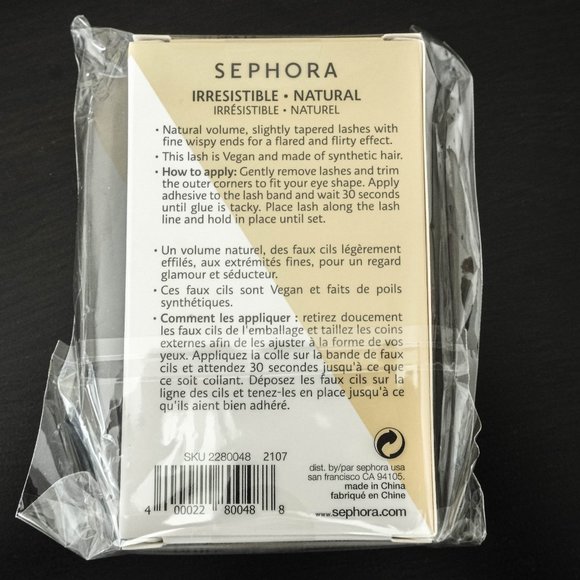 SEPHORA
IRRESISTIBLE • NATURAL
IRRÉSISTIBLE • NATUREL
• Natural volume, slightly tapered lashes with
fine wispy ends for a flared and flirty effect.
• This lash is Vegan and made of synthetic hair.
• How to apply: Gently remove lashes and trim
the outer corners to fit your eye shape. Apply
adhesive to the lash band and wait 30 seconds
until glue is tacky. Place lash along the lash
line and hold in place until set.
• Un volume naturel, des faux cils légèrement
effilés, aux extrémités fines, pour un regard
glamour et séducteur.
• Ces faux cils sont Vegan et faits de poils
synthétiques.
• Comment les appliquer : retirez doucement
les faux cils de l'emballage et taillez les coins
externes afin de les ajuster à la forme de vos
yeux. Appliquez la colle sur la bande de faux
cils et attendez 30 secondes jusqu'à ce que
ce soit collant. Déposez les faux cils sur la
ligne des cils et tenez-les en place jusqu'à ce
qu'ils aient bien adhéré.
SKU 2280048 2107
4 00022 80048 8
dist. by/par sephora usa
san francisco CA 94105.
made in China
fabriqué en Chine
www.sephora.com